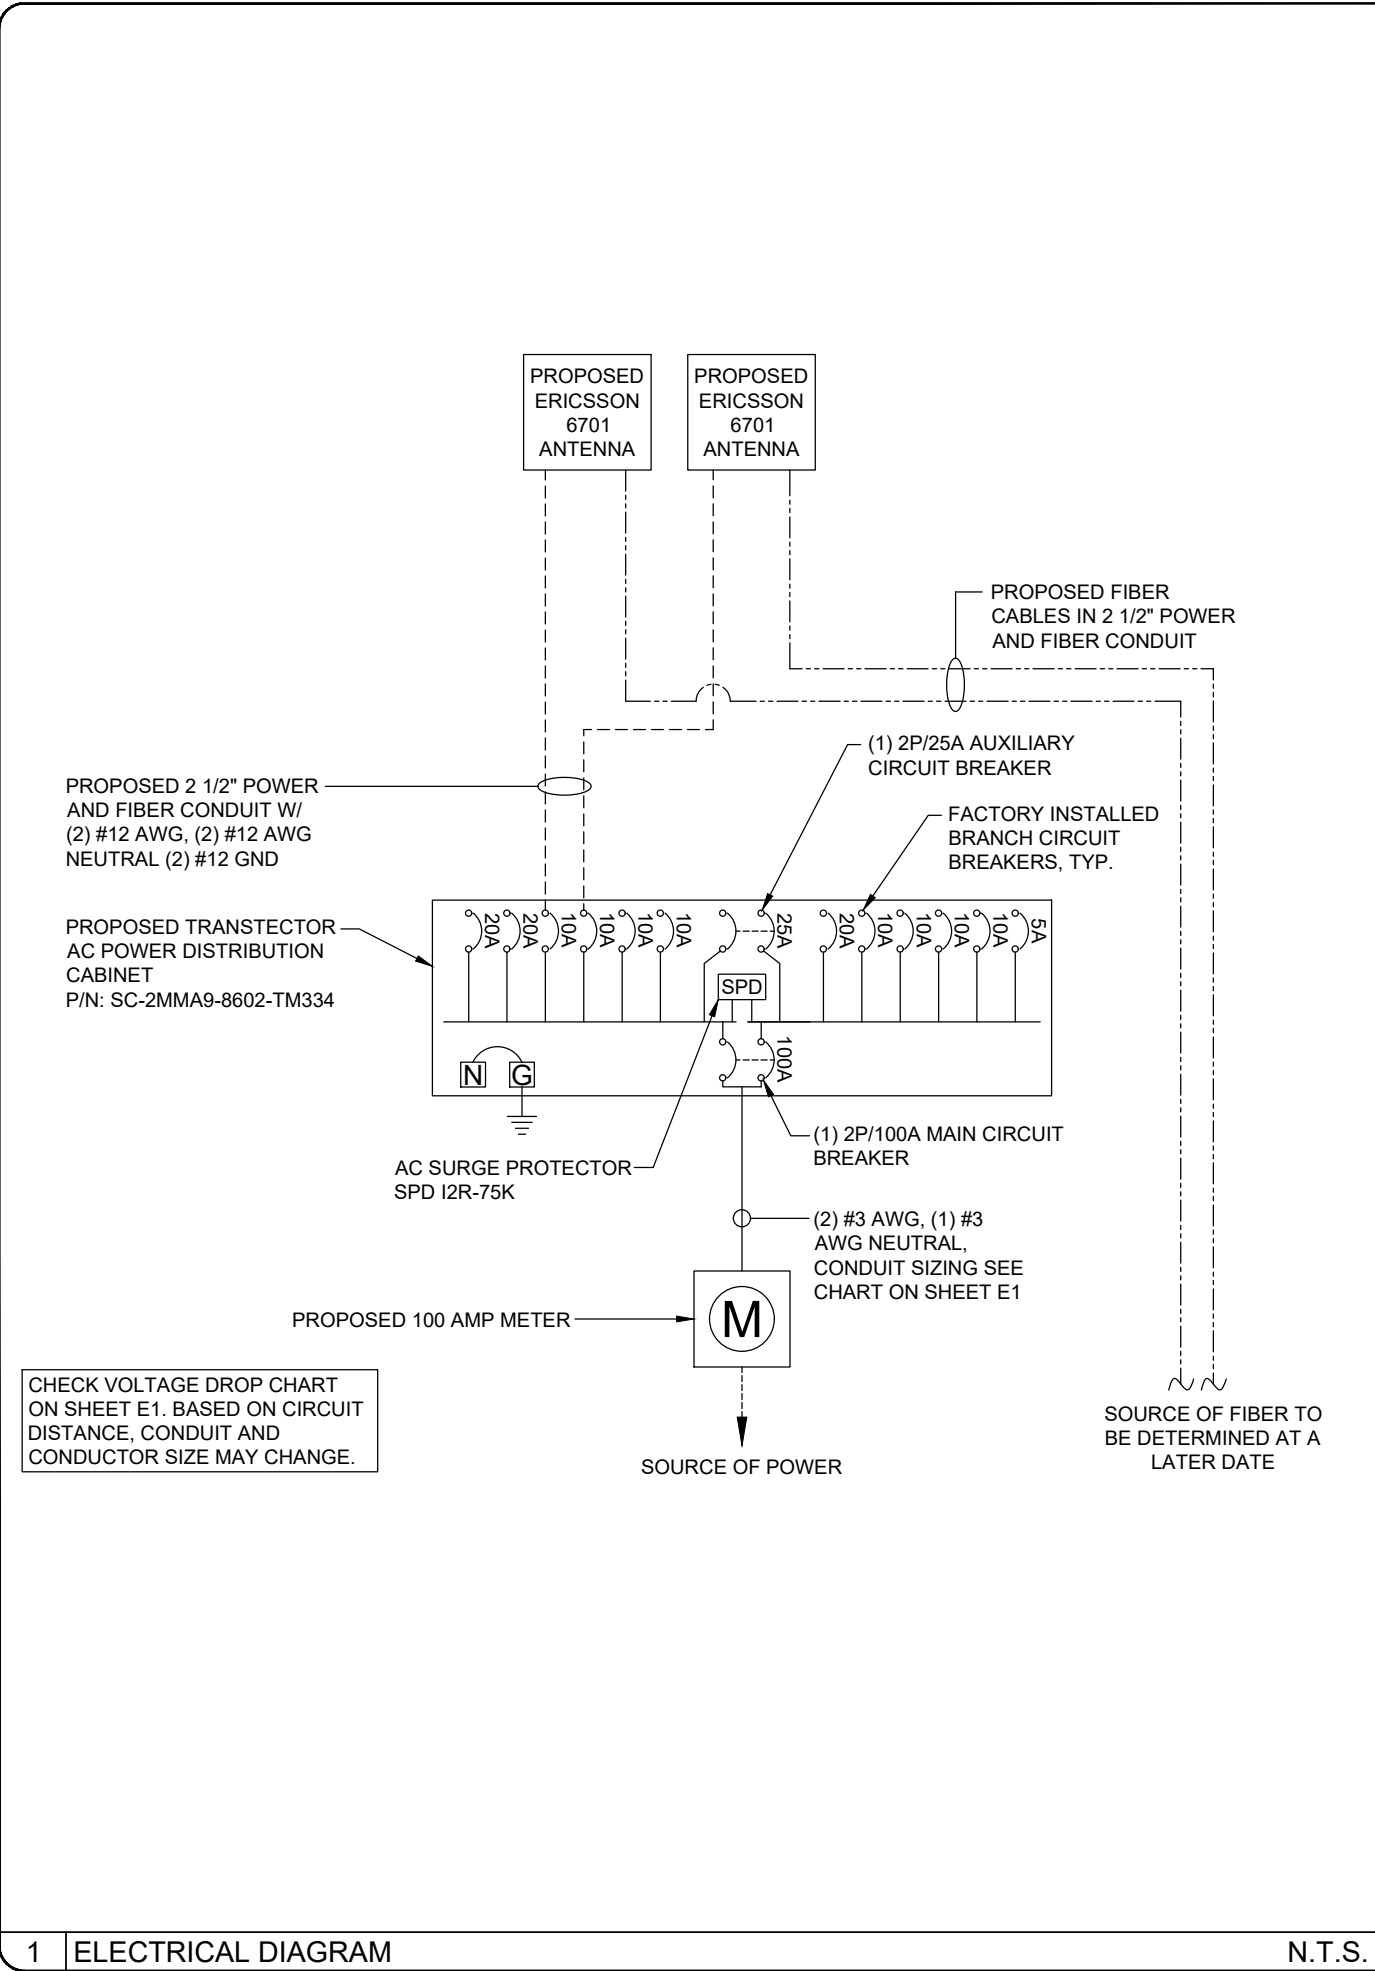 PROPOSED
ERICSSON
6701
ANTENNA
PROPOSED
ERICSSON
6701
ANTENNA
PROPOSED FIBER
CABLES IN 2 1/2" POWER
AND FIBER CONDUIT
(1) 2P/25A AUXILIARY
CIRCUIT BREAKER
PROPOSED 2 1/2" POWER
AND FIBER CONDUIT W/
(2) #12 AWG, (2) #12 AWG
NEUTRAL (2) #12 GND
FACTORY INSTALLED
BRANCH CIRCUIT
BREAKERS, TYP.
PROPOSED TRANSTECTOR
AC POWER DISTRIBUTION
CABINET
P/N: SC-2MMA9-8602-TM334
20A
20A
10A
10A
10A
10A
25A
20A
10A
10A
10A
10A
5A
SPD
100A
N
G
(1) 2P/100A MAIN CIRCUIT
BREAKER
AC SURGE PROTECTOR
SPD I2R-75K
(2) #3 AWG, (1) #3
AWG NEUTRAL,
CONDUIT SIZING SEE
CHART ON SHEET E1
PROPOSED 100 AMP METER
M
CHECK VOLTAGE DROP CHART
ON SHEET E1. BASED ON CIRCUIT
DISTANCE, CONDUIT AND
CONDUCTOR SIZE MAY CHANGE.
SOURCE OF POWER
SOURCE OF FIBER TO
BE DETERMINED AT A
LATER DATE
1
ELECTRICAL DIAGRAM
N.T.S.